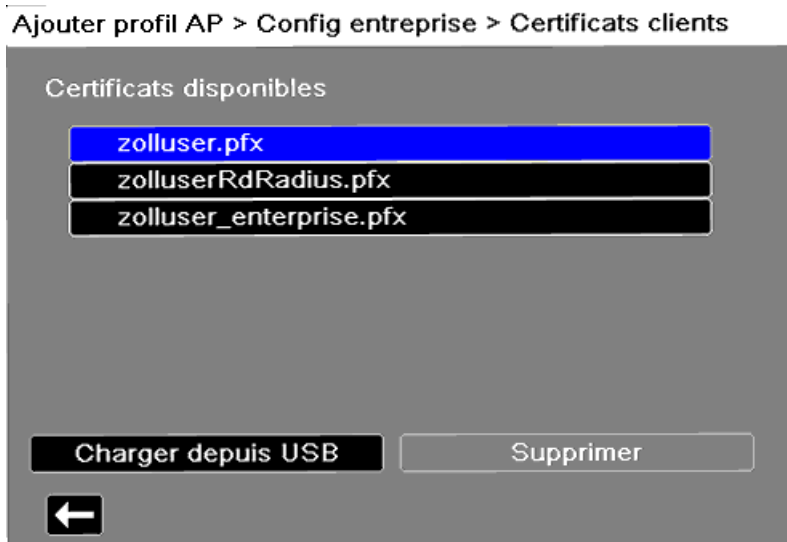 Ajouter profil AP > Config entreprise > Certificats clients
Certificats disponibles
zolluser.pfx
zolluserRdRadius.pfx
zolluser_enterprise.pfx
Charger depuis USB
Supprimer